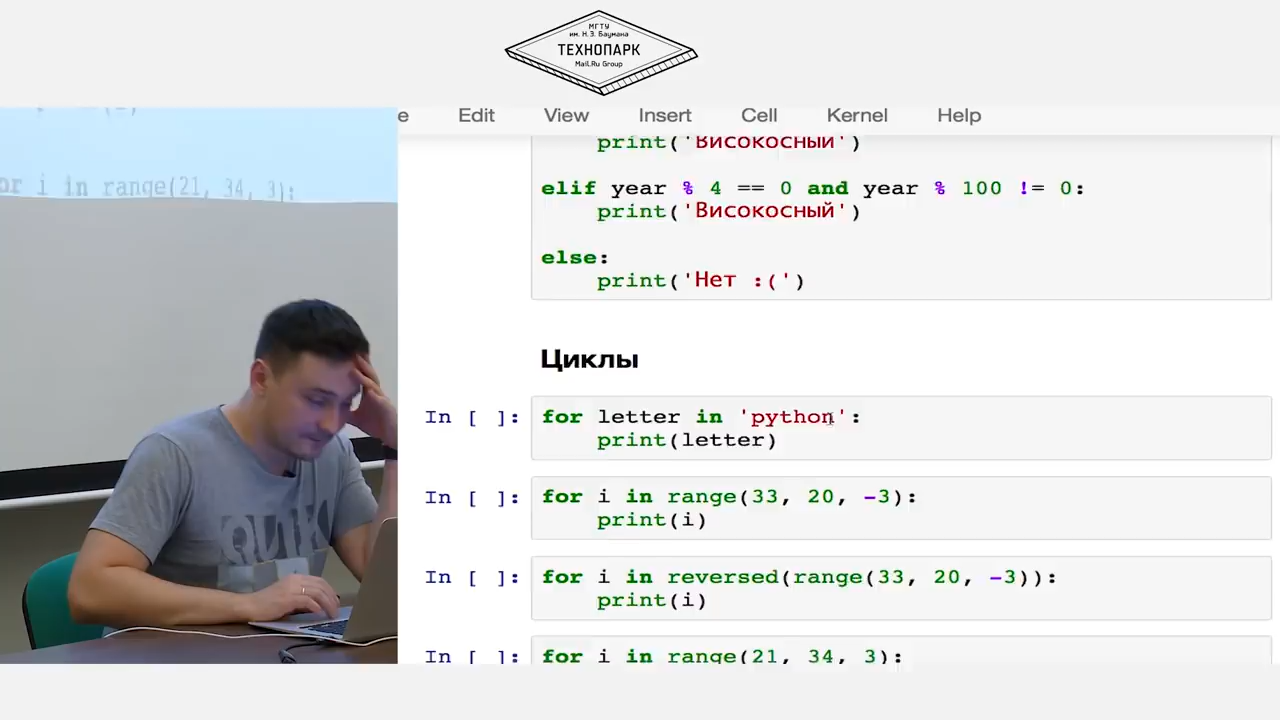 МГТУ
им. Н.Э. Баумана
ТЕХНОПАРК
Mail.Ru Group
e Edit View Insert Cell Kernel Help
print('Високосный')
elif year % 4 == 0 and year % 100 != 0:
print('Високосный')
else:
print('Нет :(')
Циклы
In [ ]: for letter in 'python':
print(letter)
In [ ]: for i in range(33, 20, -3):
print(i)
In [ ]: for i in reversed(range(33, 20, -3)):
print(i)
In [ ]: for i in range(21, 34, 3):
or i in range(21, 34, 3):